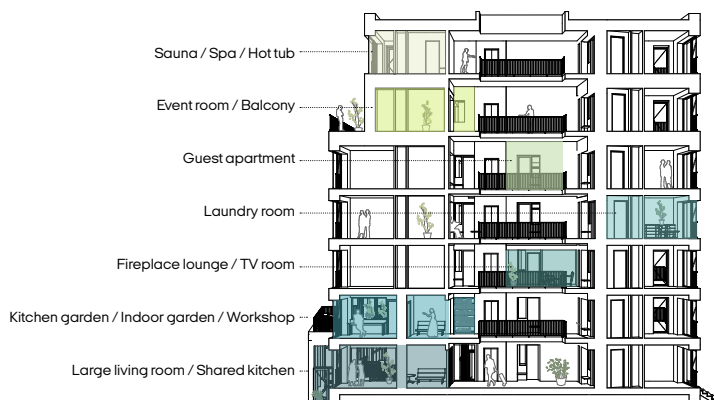 Sauna / Spa / Hot tub
Event room / Balcony
Guest apartment
Laundry room
Fireplace lounge / TV room
Kitchen garden / Indoor garden / Workshop
Large living room / Shared kitchen